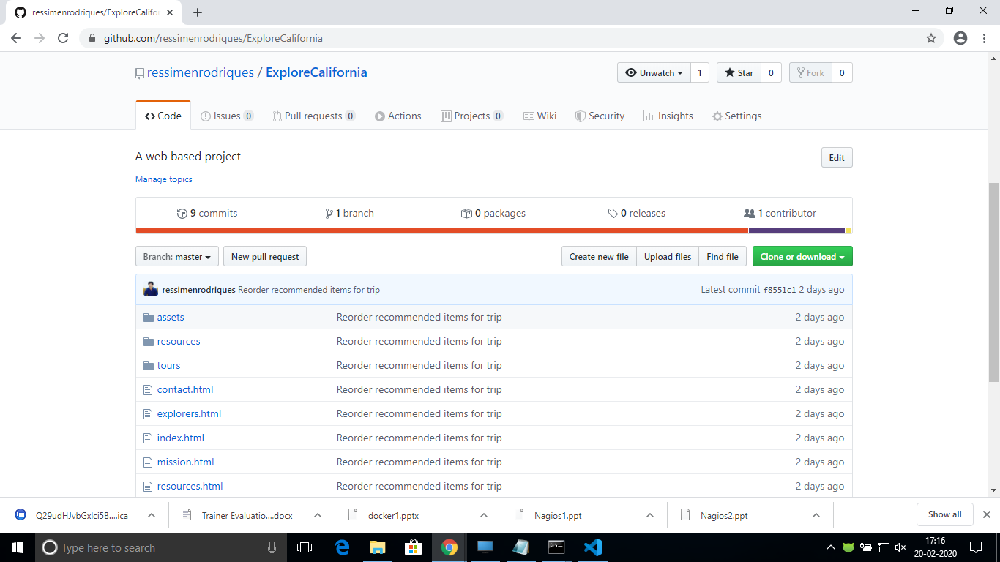 ressimenrodriques/ExploreCalifor
github.com/ressimenrodriques/ExploreCalifornia
ressimenrodriques / ExploreCalifornia
Unwatch 1 Star 0 Fork 0
Code Issues 0 Pull requests 0 Actions Projects 0 Wiki Security Insights Settings
A web based project Edit
Manage topics
9 commits 1 branch 0 packages 0 releases 1 contributor
Branch: master New pull request Create new file Upload files Find file Clone or download
ressimenrodriques Reorder recommended items for trip Latest commit f8551c1 2 days ago
assets Reorder recommended items for trip 2 days ago
resources Reorder recommended items for trip 2 days ago
tours Reorder recommended items for trip 2 days ago
contact.html Reorder recommended items for trip 2 days ago
explorers.html Reorder recommended items for trip 2 days ago
index.html Reorder recommended items for trip 2 days ago
mission.html Reorder recommended items for trip 2 days ago
resources.html Reorder recommended items for trip 2 days ago
Q29udHJvbGxlci5B....ica Trainer Evaluatio....docx docker1.pptx Nagios1.ppt Nagios2.ppt Show all
Type here to search 17:16
20-02-2020